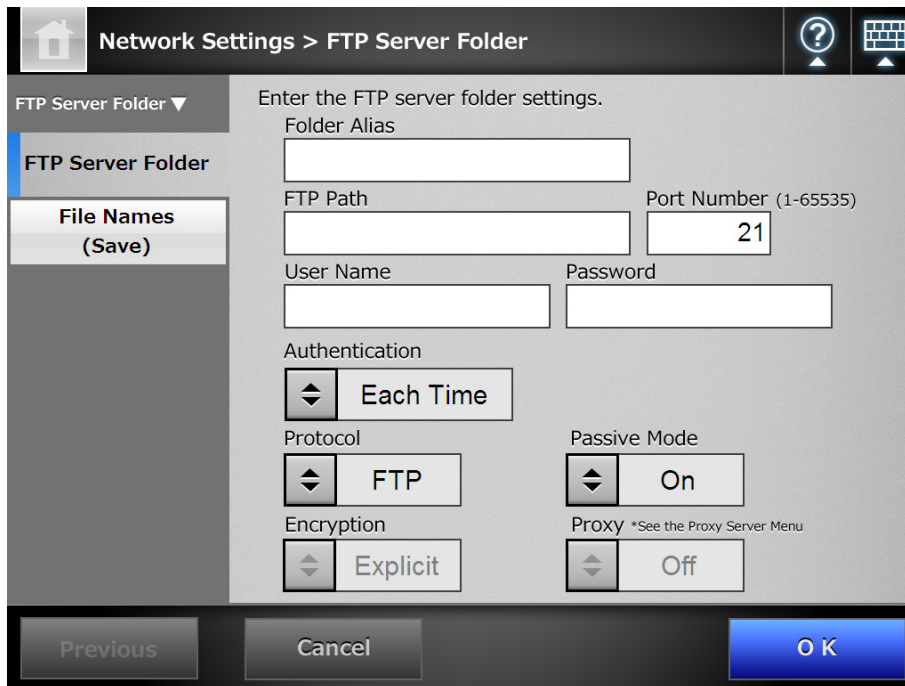 Network Settings > FTP Server Folder
?
FTP Server Folder ▼
FTP Server Folder
File Names
(Save)
Enter the FTP server folder settings.
Folder Alias
FTP Path
Port Number (1-65535)
21
User Name
Password
Authentication
Each Time
Protocol
Passive Mode
FTP
On
Encryption
Proxy *See the Proxy Server Menu
Explicit
Off
Previous
Cancel
OK